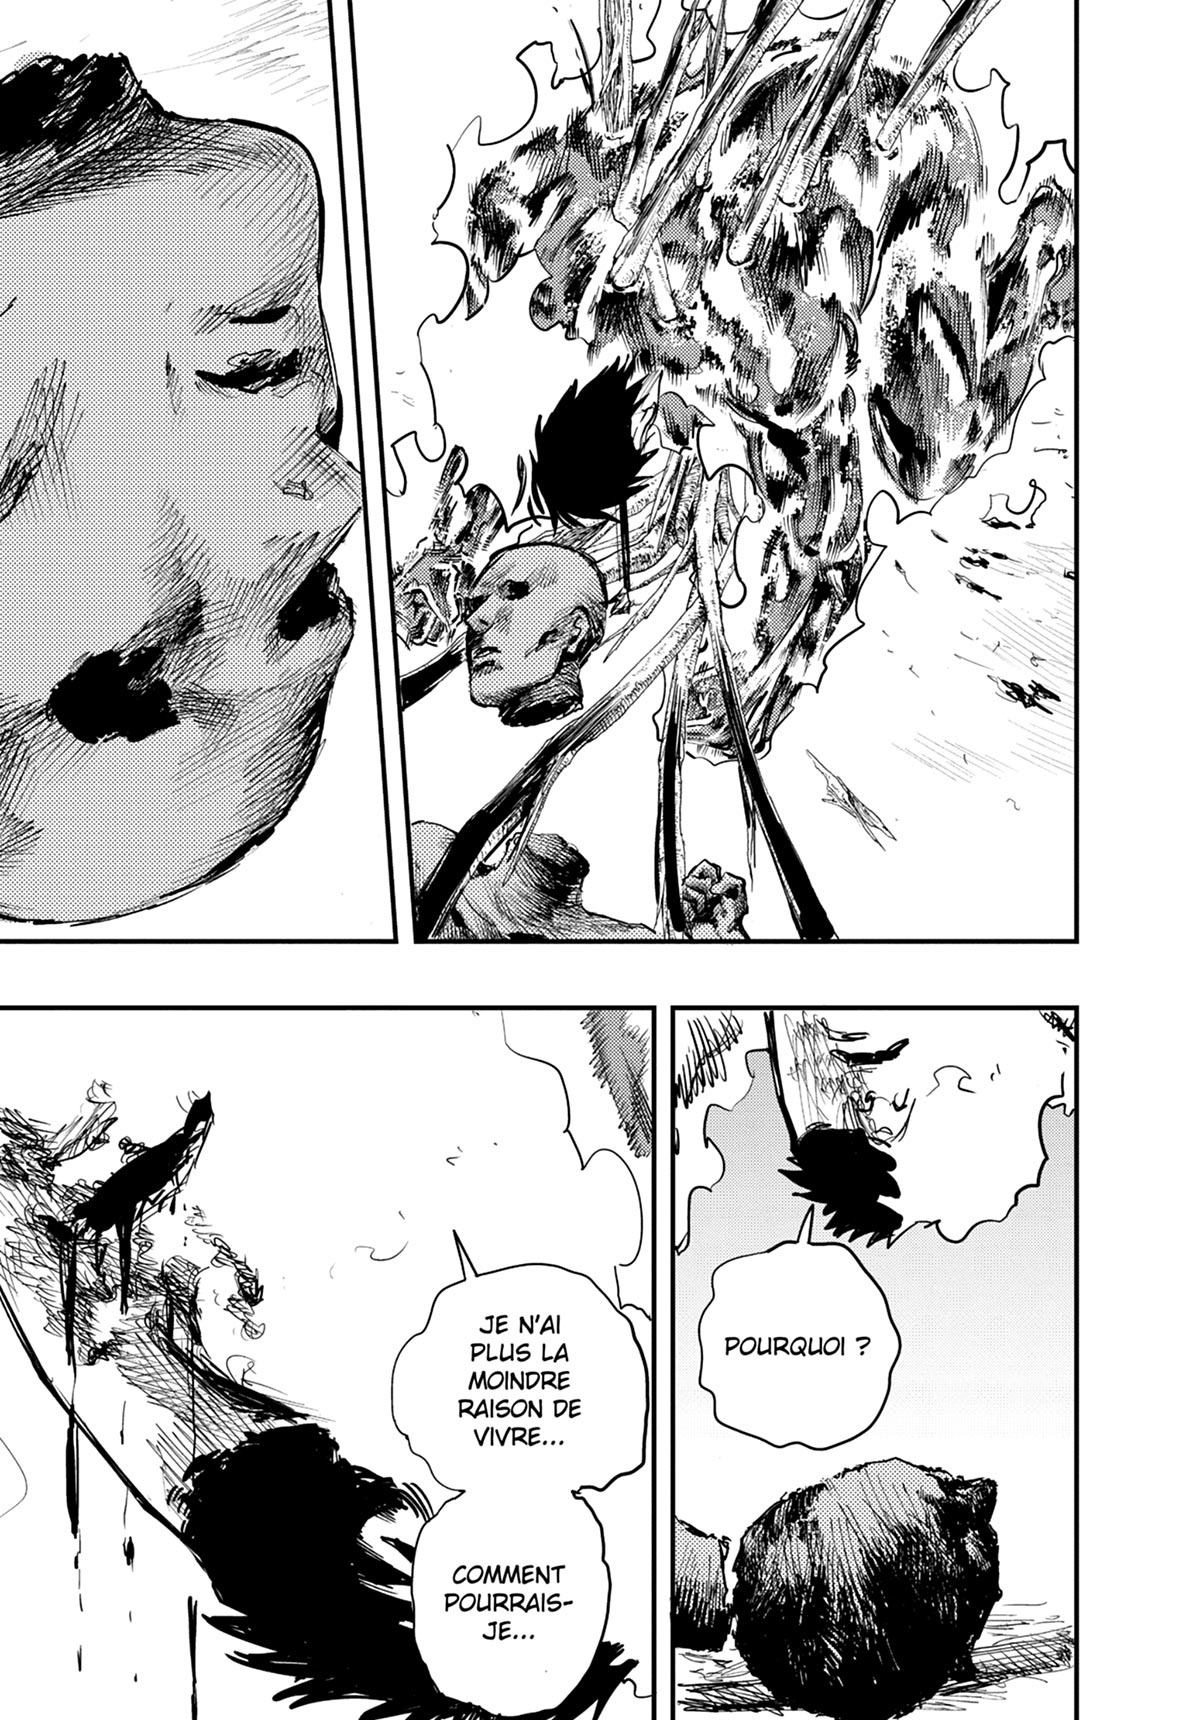 POURQUOI ?
JE N'AI
PLUS LA
MOINDRE
RAISON DE
VIVRE...
COMMENT
POURRAIS-
JE...